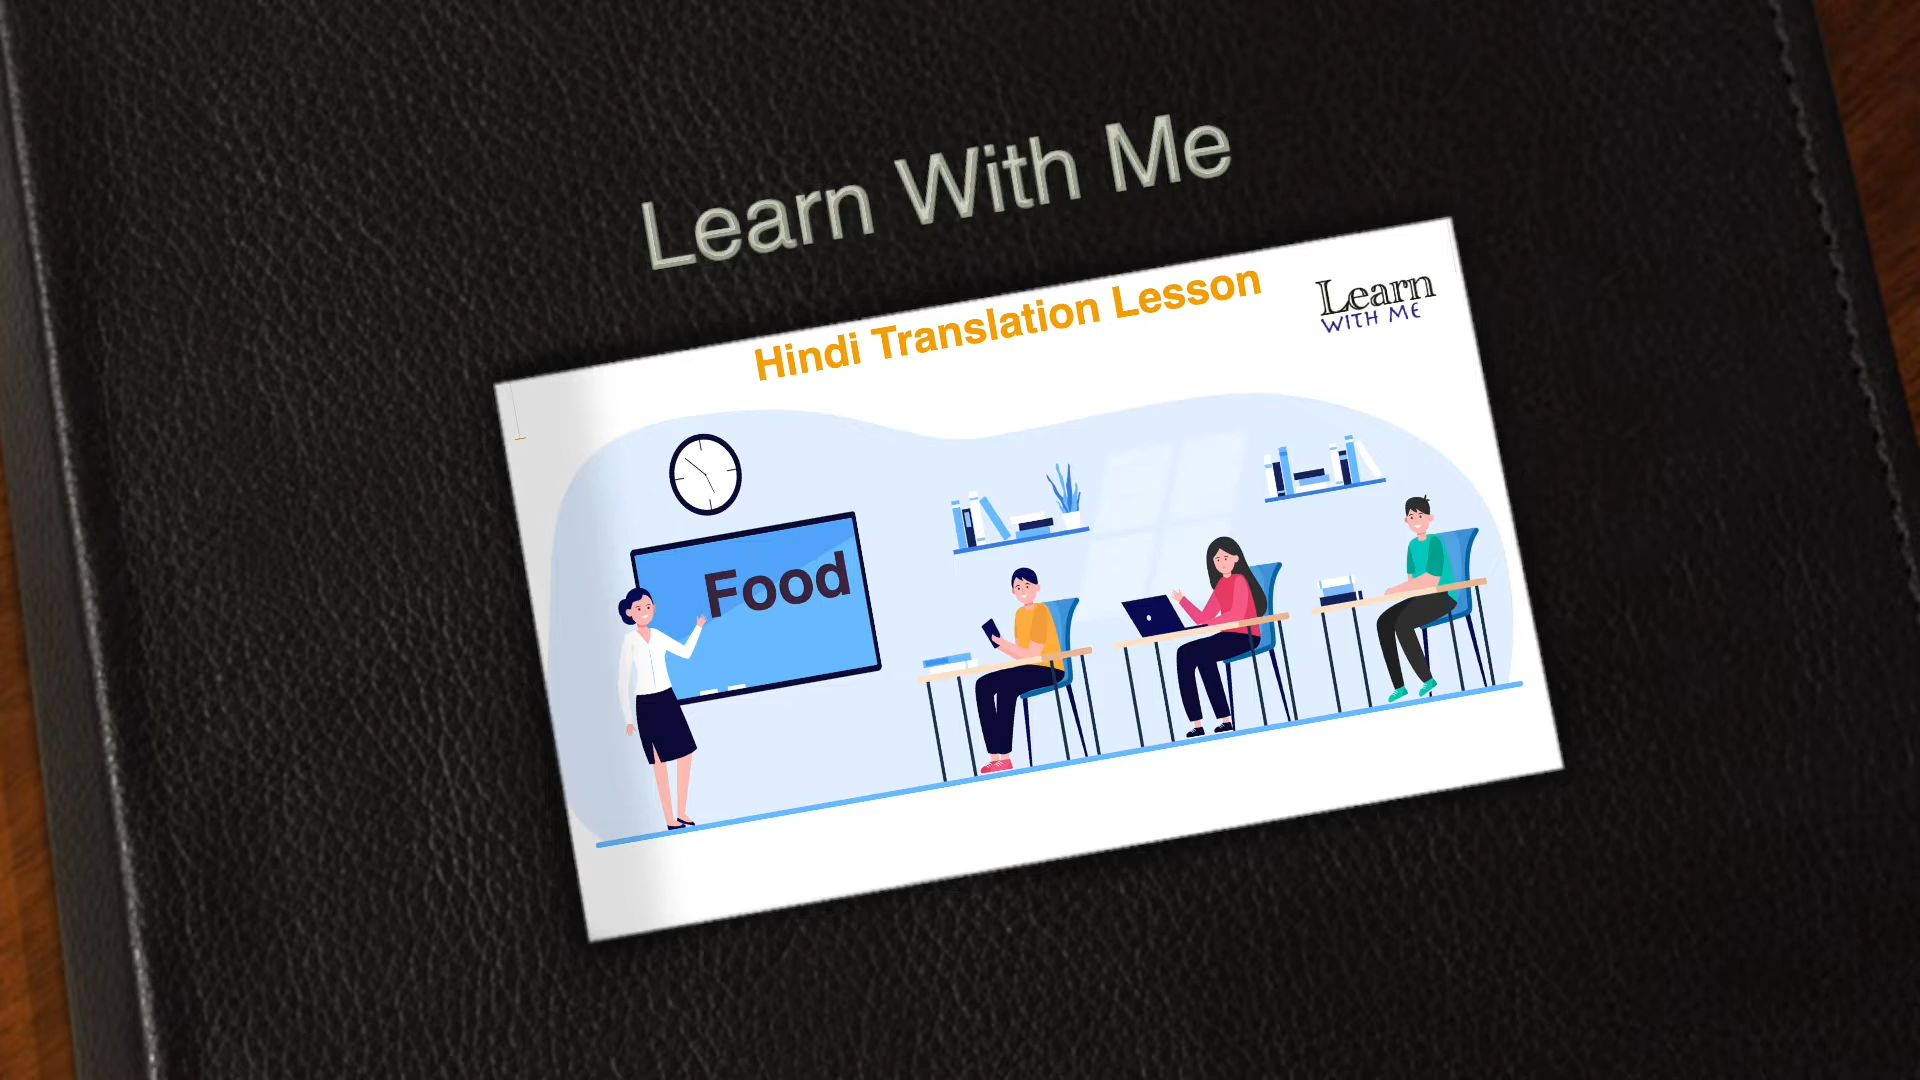 Learn With Me
Hindi Translation Lesson
Learn
WITH ME
Food